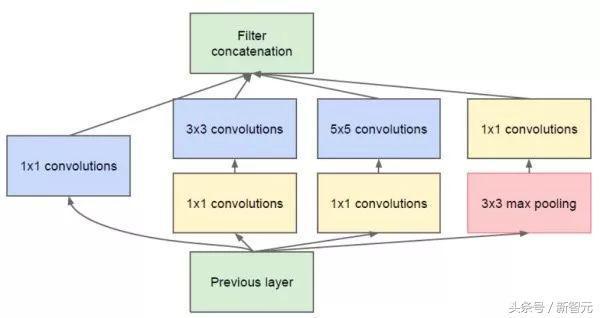 Filter
concatenation
3x3 convolutions
5x5 convolutions
1x1 convolutions
1x1 convolutions
1x1 convolutions
1x1 convolutions
3x3 max pooling
Previous layer
头条号 / 新智元